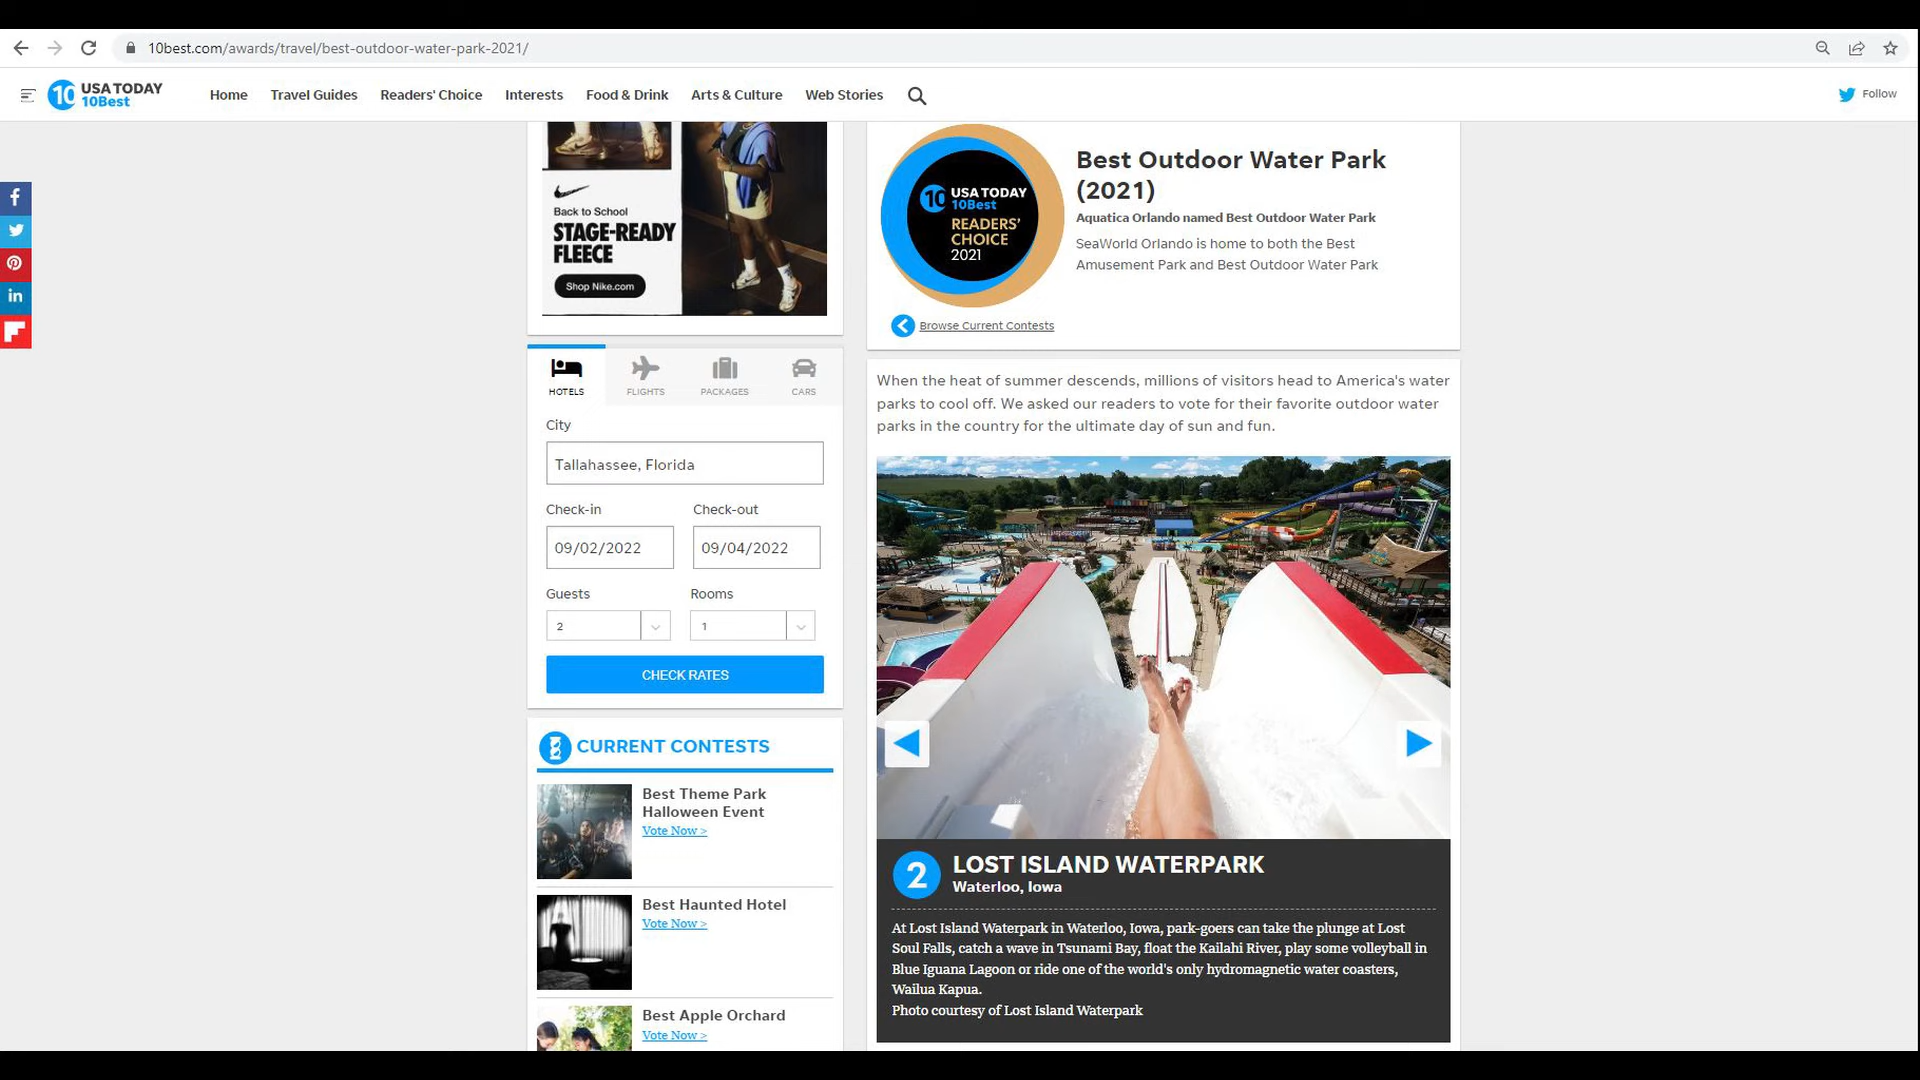 10best.com/awards/travel/best-outdoor-water-park-2021/
10 USA TODAY
10Best
Home
Travel Guides
Readers' Choice
Interests
Food & Drink
Arts & Culture
Web Stories
Follow
Back to School
STAGE-READY
FLEECE
Shop Nike.com
10 USA TODAY
10Best
READERS'
CHOICE
2021
Best Outdoor Water Park
(2021)
Aquatica Orlando named Best Outdoor Water Park
SeaWorld Orlando is home to both the Best
Amusement Park and Best Outdoor Water Park
Browse Current Contests
HOTELS
FLIGHTS
PACKAGES
CARS
City
Tallahassee, Florida
Check-in
Check-out
09/02/2022
09/04/2022
Guests
Rooms
2
1
CHECK RATES
CURRENT CONTESTS
Best Theme Park
Halloween Event
Vote Now >
Best Haunted Hotel
Vote Now >
Best Apple Orchard
Vote Now >
When the heat of summer descends, millions of visitors head to America's water
parks to cool off. We asked our readers to vote for their favorite outdoor water
parks in the country for the ultimate day of sun and fun.
2 LOST ISLAND WATERPARK
Waterloo, Iowa
At Lost Island Waterpark in Waterloo, Iowa, park-goers can take the plunge at Lost
Soul Falls, catch a wave in Tsunami Bay, float the Kailahi River, play some volleyball in
Blue Iguana Lagoon or ride one of the world's only hydromagnetic water coasters,
Wailua Kapua.
Photo courtesy of Lost Island Waterpark